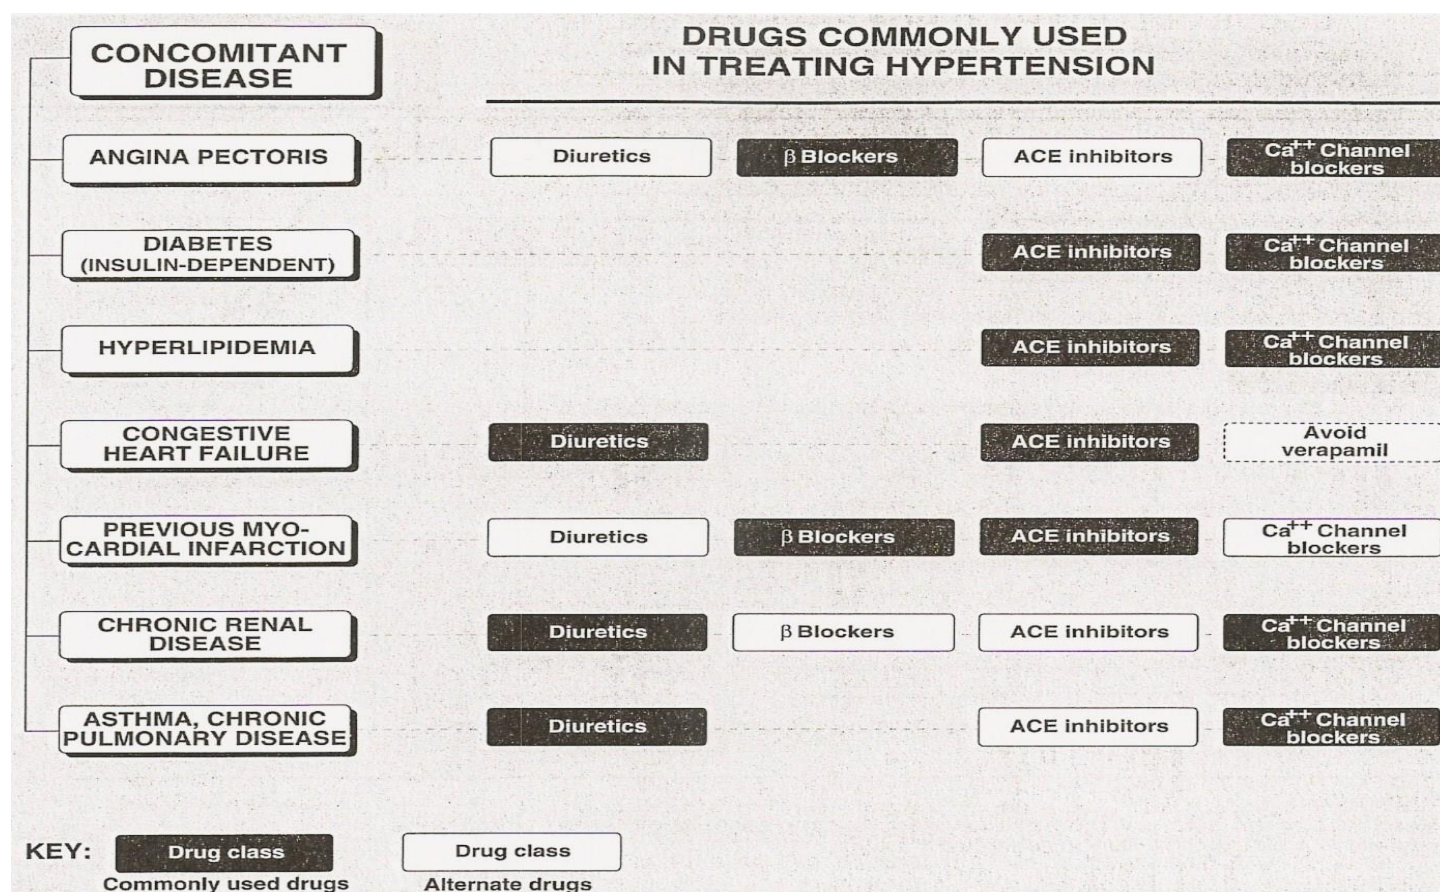 CONCOMITANT
DISEASE
DRUGS COMMONLY USED
IN TREATING HYPERTENSION
ANGINA PECTORIS
Diuretics
β Blockers
ACE inhibitors
Ca++ Channel
blockers
DIABETES
(INSULIN-DEPENDENT)
ACE inhibitors
Ca++ Channel
blockers
HYPERLIPIDEMIA
ACE inhibitors
Ca++ Channel
blockers
CONGESTIVE
HEART FAILURE
Diuretics
ACE inhibitors
Avoid
verapamil
PREVIOUS MYO-
CARDIAL INFARCTION
Diuretics
β Blockers
ACE inhibitors
Ca++ Channel
blockers
CHRONIC RENAL
DISEASE
Diuretics
β Blockers
ACE inhibitors
Ca++ Channel
blockers
ASTHMA, CHRONIC
PULMONARY DISEASE
Diuretics
ACE inhibitors
Ca++ Channel
blockers
KEY:
Drug class
Commonly used drugs
Drug class
Alternate drugs